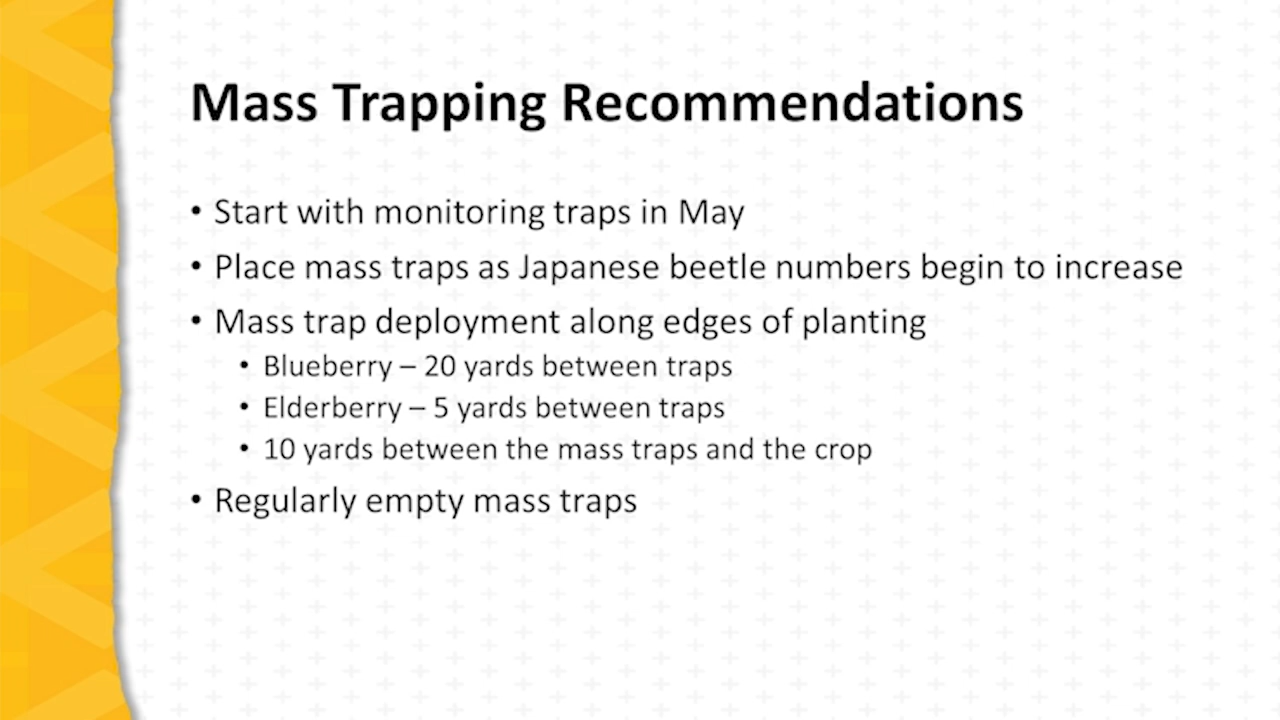 Mass Trapping Recommendations
• Start with monitoring traps in May
• Place mass traps as Japanese beetle numbers begin to increase
• Mass trap deployment along edges of planting
• Blueberry – 20 yards between traps
• Elderberry – 5 yards between traps
• 10 yards between the mass traps and the crop
• Regularly empty mass traps